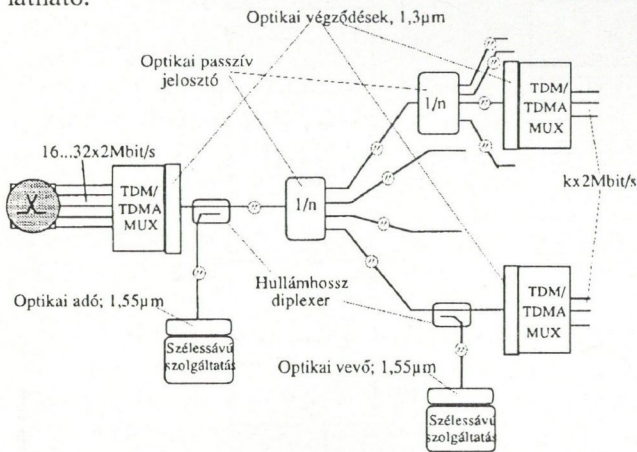 látható.
Optikai végződések, 1,3µm
Optikai passzív
jelosztó
1/n
TDM/
TDMA
MUX
16...32x2Mbit/s
TDM/
TDMA
MUX
1/n
kx2Mbit/s
Hullámhossz
diplexer
TDM/
TDMA
MUX
Optikai adó; 1,55µm
Szélessávú
szolgáltatás
Optikai vevő; 1,55µm
Szélessávú
szolgáltatás